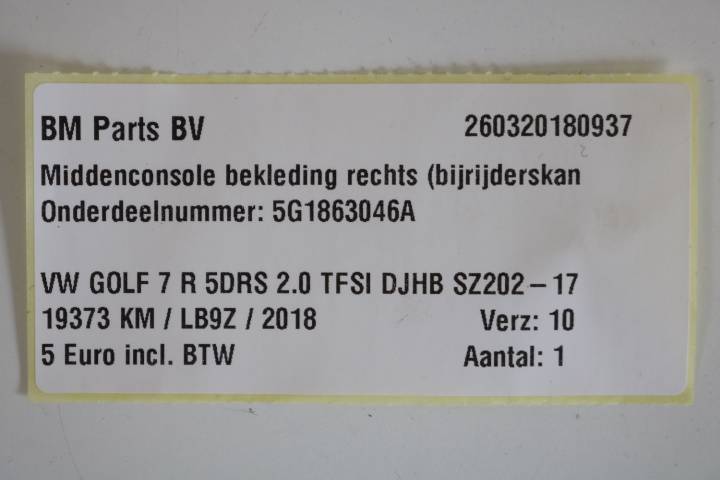 BM Parts BV 260320180937
Middenconsole bekleding rechts (bijrijderskan
Onderdeelnummer: 5G1863046A
VW GOLF 7 R 5DRS 2.0 TFSI DJHB SZ202-17
19373 KM / LB9Z / 2018 Verz: 10
5 Euro incl. BTW Aantal: 1